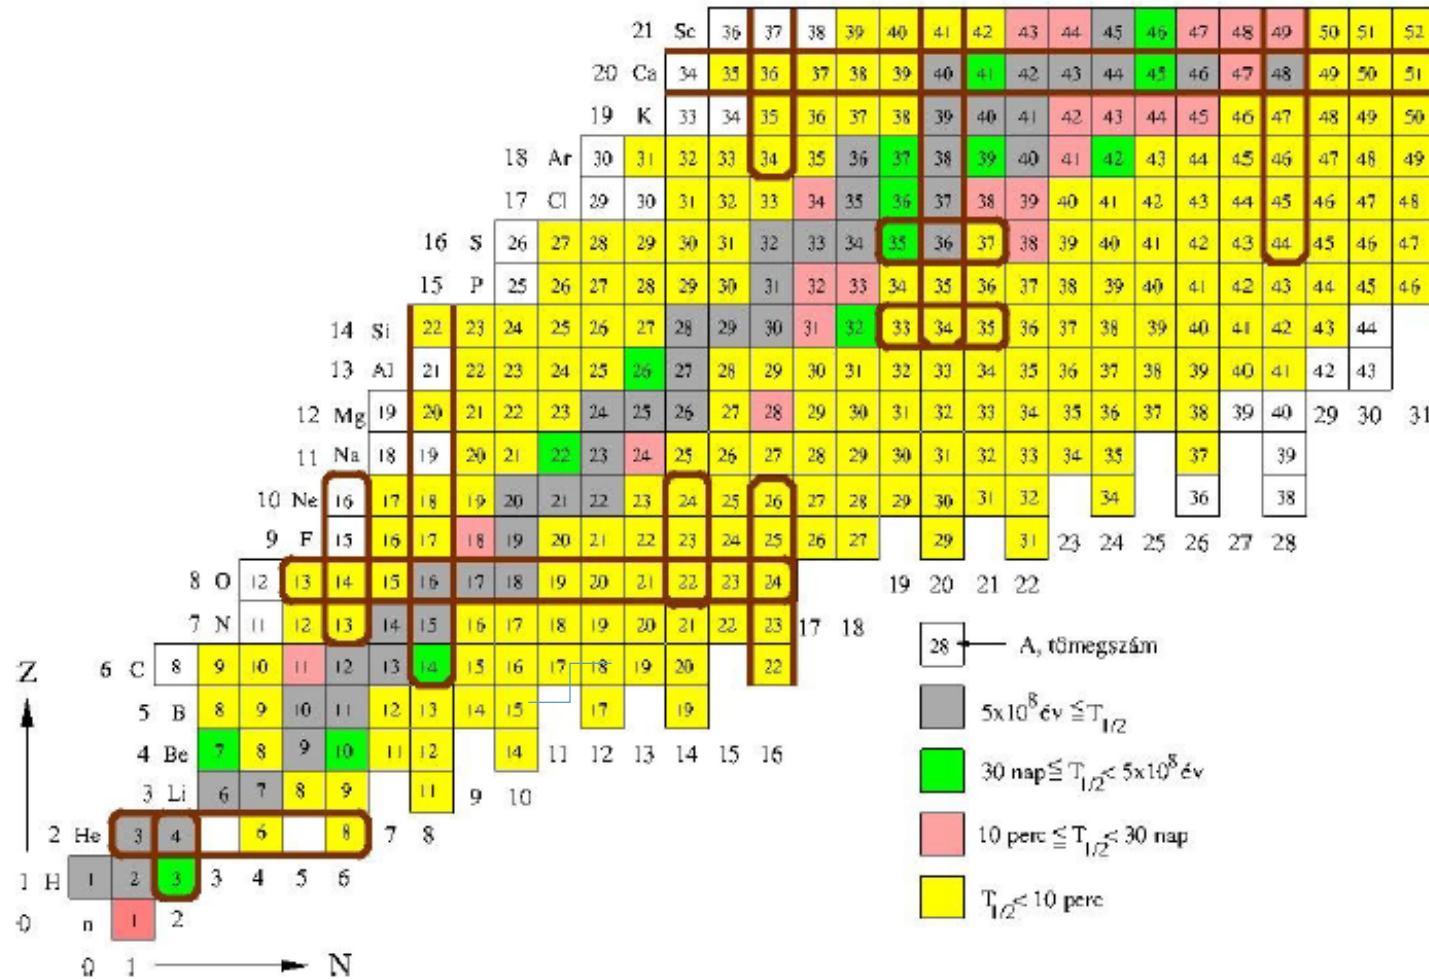 21 Sc 36 37 38 39 40 41 42 43 44 45 46 47 48 49 50 51 52
20 Ca 34 35 36 37 38 39 40 41 42 43 44 45 46 47 48 49 50 51
19 K 33 34 35 36 37 38 39 40 41 42 43 44 45 46 47 48 49 50
18 Ar 30 31 32 33 34 35 36 37 38 39 40 41 42 43 44 45 46 47 48 49
17 Cl 29 30 31 32 33 34 35 36 37 38 39 40 41 42 43 44 45 46 47 48
16 S 26 27 28 29 30 31 32 33 34 35 36 37 38 39 40 41 42 43 44 45 46 47
15 P 25 26 27 28 29 30 31 32 33 34 35 36 37 38 39 40 41 42 43 44 45 46
14 Si 22 23 24 25 26 27 28 29 30 31 32 33 34 35 36 37 38 39 40 41 42 43 44
13 Al 21 22 23 24 25 26 27 28 29 30 31 32 33 34 35 36 37 38 39 40 41 42 43
12 Mg 19 20 21 22 23 24 25 26 27 28 29 30 31 32 33 34 35 36 37 38 39 40 29 30 31
11 Na 18 19 20 21 22 23 24 25 26 27 28 29 30 31 32 33 34 35 37 39
10 Ne 16 17 18 19 20 21 22 23 24 25 26 27 28 29 30 31 32 34 36 38
9 F 15 16 17 18 19 20 21 22 23 24 25 26 27 29 31 23 24 25 26 27 28
8 O 12 13 14 15 16 17 18 19 20 21 22 23 24 19 20 21 22
7 N 11 12 13 14 15 16 17 18 19 20 21 22 23 17 18
6 C 8 9 10 11 12 13 14 15 16 17 18 19 20 22
5 B 8 9 10 11 12 13 14 15 17 19
4 Be 7 8 9 10 11 12 14 11 12 13 14 15 16
3 Li 6 7 8 9 11 9 10
2 He 3 4 6 8 7 8
1 H 1 2 3 3 4 5 6
0 n 1 2
0 1 N
Z
28 A, tömegszám
5x10⁸ év ≦ T1/2
30 nap ≦ T1/2 < 5x10⁸ év
10 perc ≦ T1/2 < 30 nap
T1/2 < 10 perc